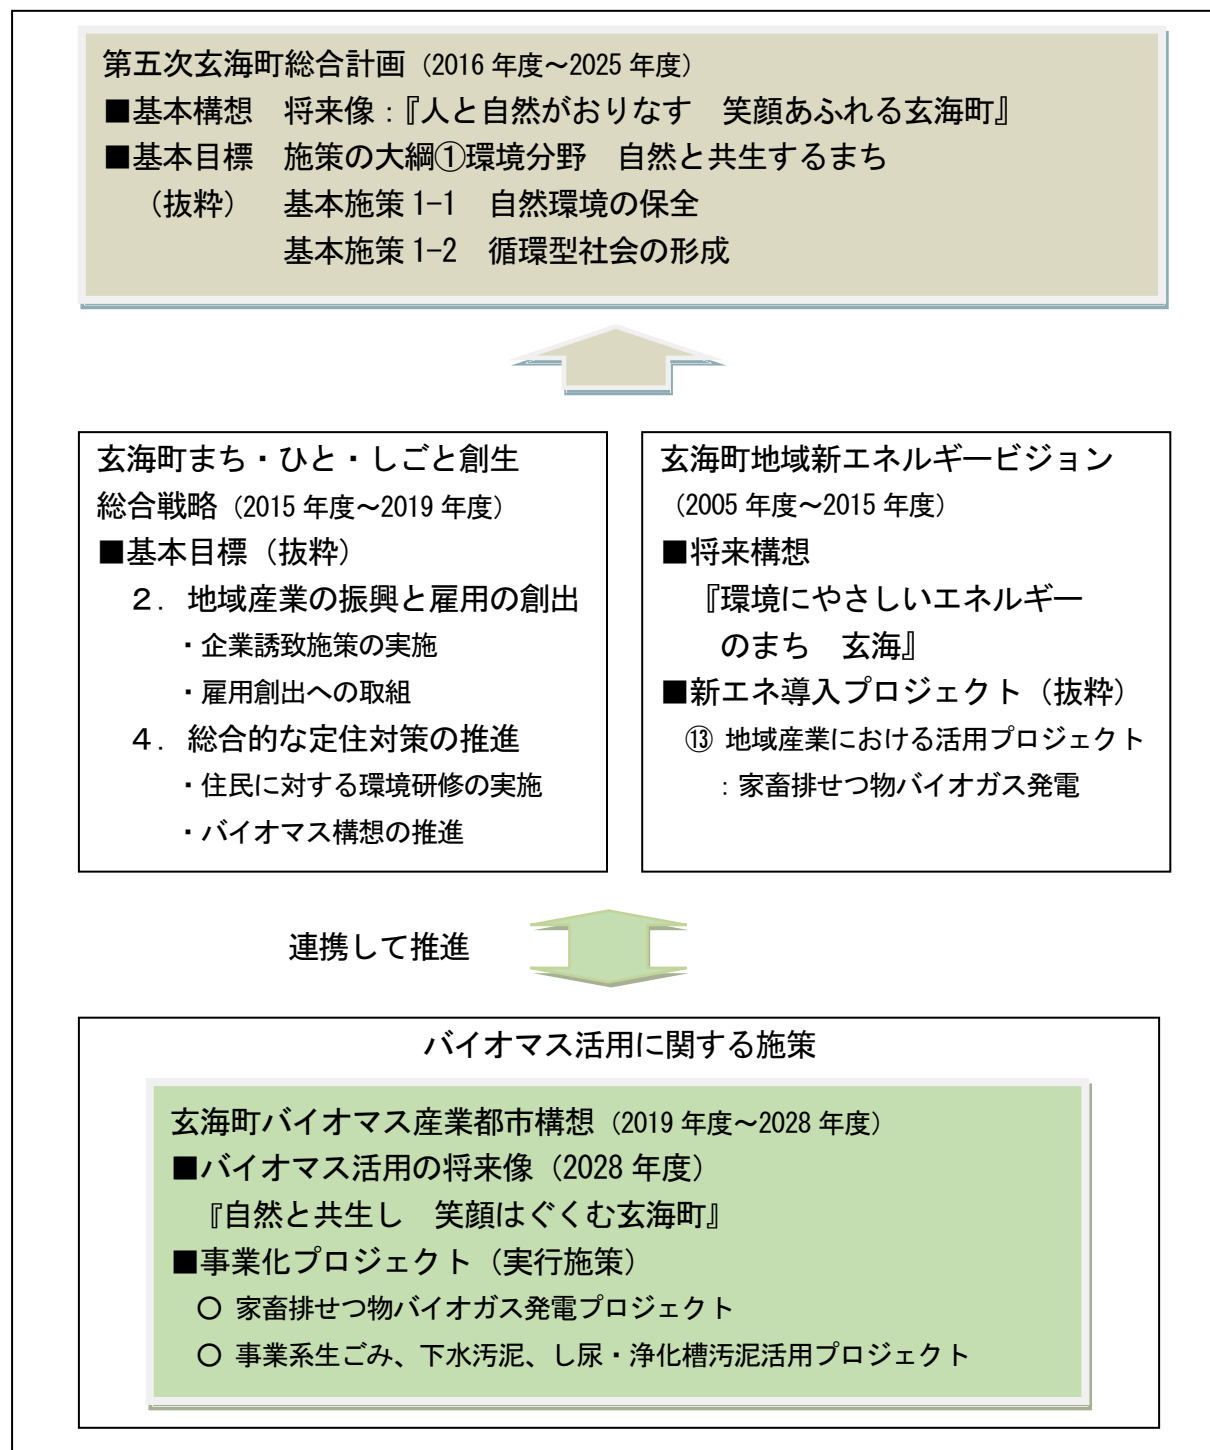 第五次玄海町総合計画（2016 年度～2025 年度）
■基本構想　将来像：『人と自然がおりなす　笑顔あふれる玄海町』
■基本目標　施策の大綱①環境分野　自然と共生するまち
（抜粋）　基本施策 1-1　自然環境の保全
基本施策 1-2　循環型社会の形成
玄海町まち・ひと・しごと創生
総合戦略（2015 年度～2019 年度）
■基本目標（抜粋）
２．地域産業の振興と雇用の創出
・企業誘致施策の実施
・雇用創出への取組
４．総合的な定住対策の推進
・住民に対する環境研修の実施
・バイオマス構想の推進
玄海町地域新エネルギービジョン
（2005 年度～2015 年度）
■将来構想
『環境にやさしいエネルギー
のまち　玄海』
■新エネ導入プロジェクト（抜粋）
⑬ 地域産業における活用プロジェクト
：家畜排せつ物バイオガス発電
連携して推進
バイオマス活用に関する施策
玄海町バイオマス産業都市構想（2019 年度～2028 年度）
■バイオマス活用の将来像（2028 年度）
『自然と共生し　笑顔はぐくむ玄海町』
■事業化プロジェクト（実行施策）
○ 家畜排せつ物バイオガス発電プロジェクト
○ 事業系生ごみ、下水汚泥、し尿・浄化槽汚泥活用プロジェクト